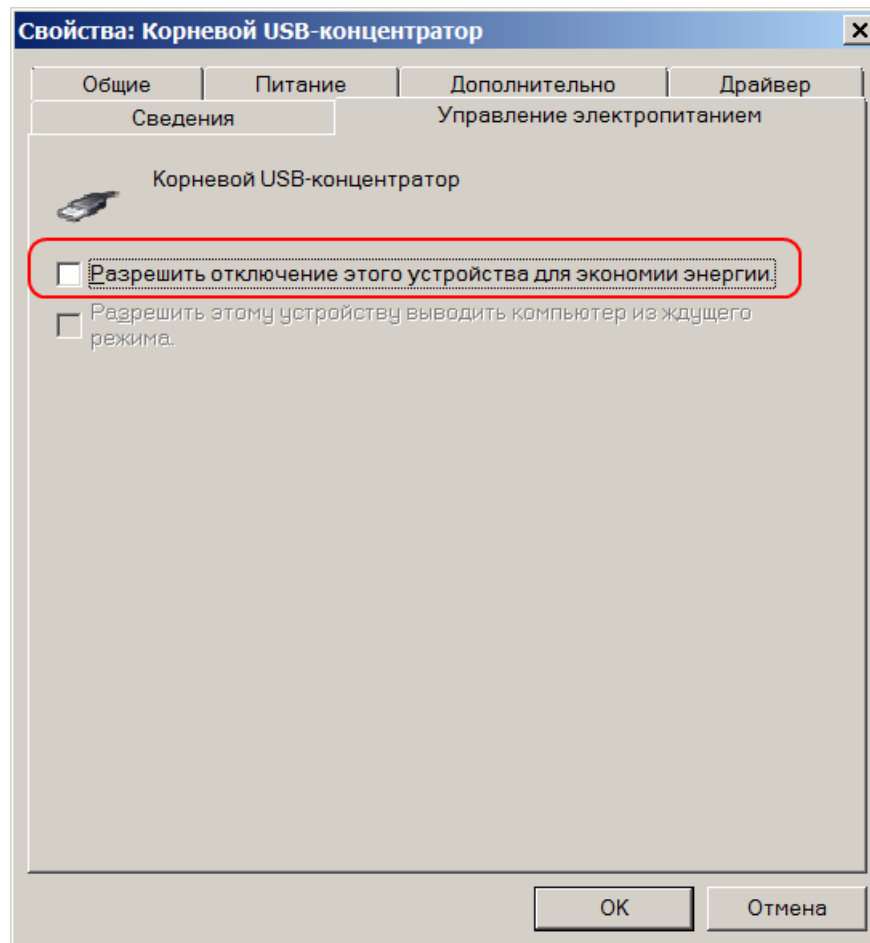 Свойства: Корневой USB-концентратор
Общие Питание Дополнительно Драйвер
Сведения Управление электропитанием
Корневой USB-концентратор
Разрешить отключение этого устройства для экономии энергии.
Разрешить этому устройству выводить компьютер из ждущего
режима.
OK Отмена